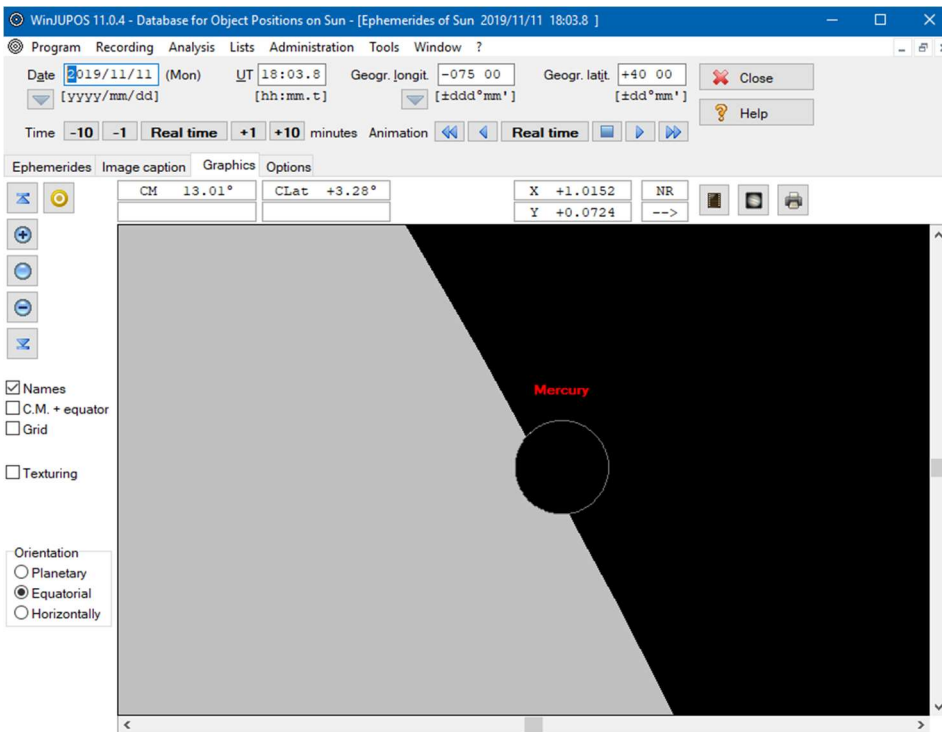 WinJUPOS 11.0.4 - Database for Object Positions on Sun - [Ephemerides of Sun 2019/11/11 18:03.8 ]
Program Recording Analysis Lists Administration Tools Window ?
Date 2019/11/11 (Mon) UT 18:03.8 Geogr. longit. -075 00 Geogr. latit. +40 00 Close
[yyyy/mm/dd] [hh:mm.t] [±ddd°mm'] [±dd°mm'] Help
Time -10 -1 Real time +1 +10 minutes Animation Real time
Ephemerides Image caption Graphics Options
CM 13.01° CLat +3.28° X +1.0152 NR
Y +0.0724 -->
Mercury
Names
C.M. + equator
Grid
Texturing
Orientation
Planetary
Equatorial
Horizontally